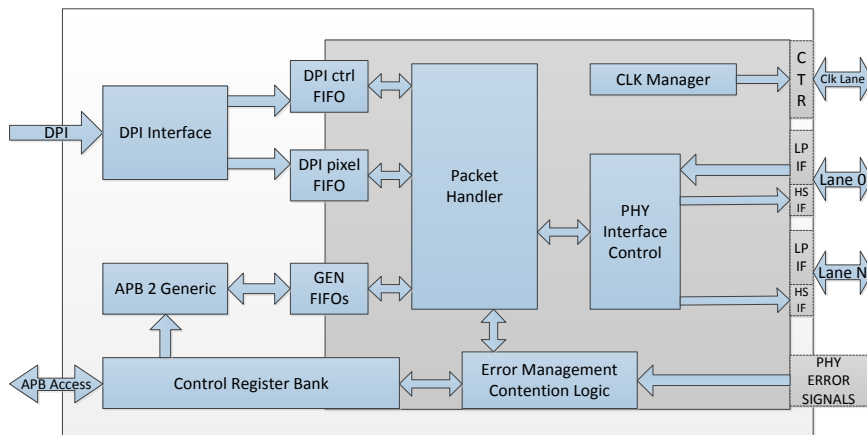 DPI
DPI Interface
DPI ctrl
FIFO
DPI pixel
FIFO
Packet
Handler
CLK Manager
C
T
R
Clk Lane
LP
IF
HS
IF
Lane 0
PHY
Interface
Control
LP
IF
HS
IF
Lane N
APB 2 Generic
GEN
FIFOs
APB Access
Control Register Bank
Error Management
Contention Logic
PHY
ERROR
SIGNALS